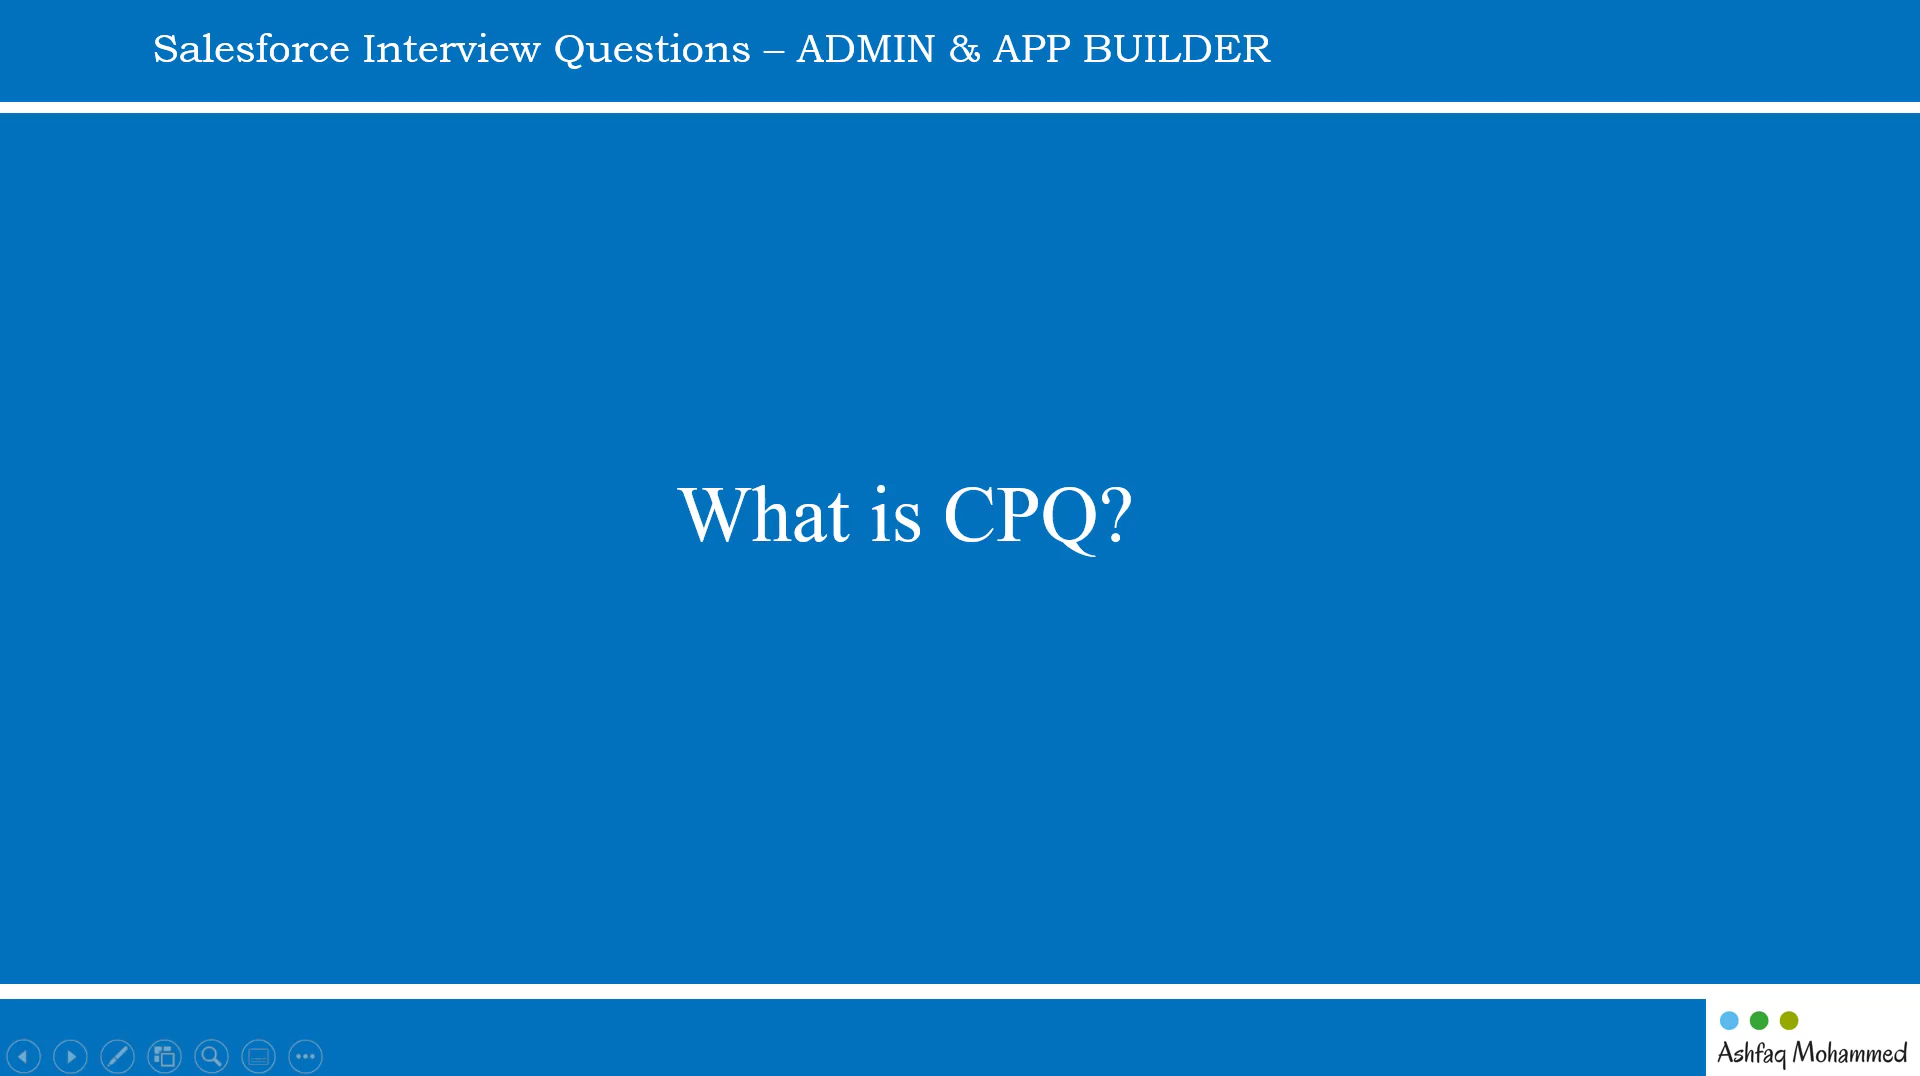 Salesforce Interview Questions – ADMIN & APP BUILDER
What is CPQ?
Ashfaq Mohammed